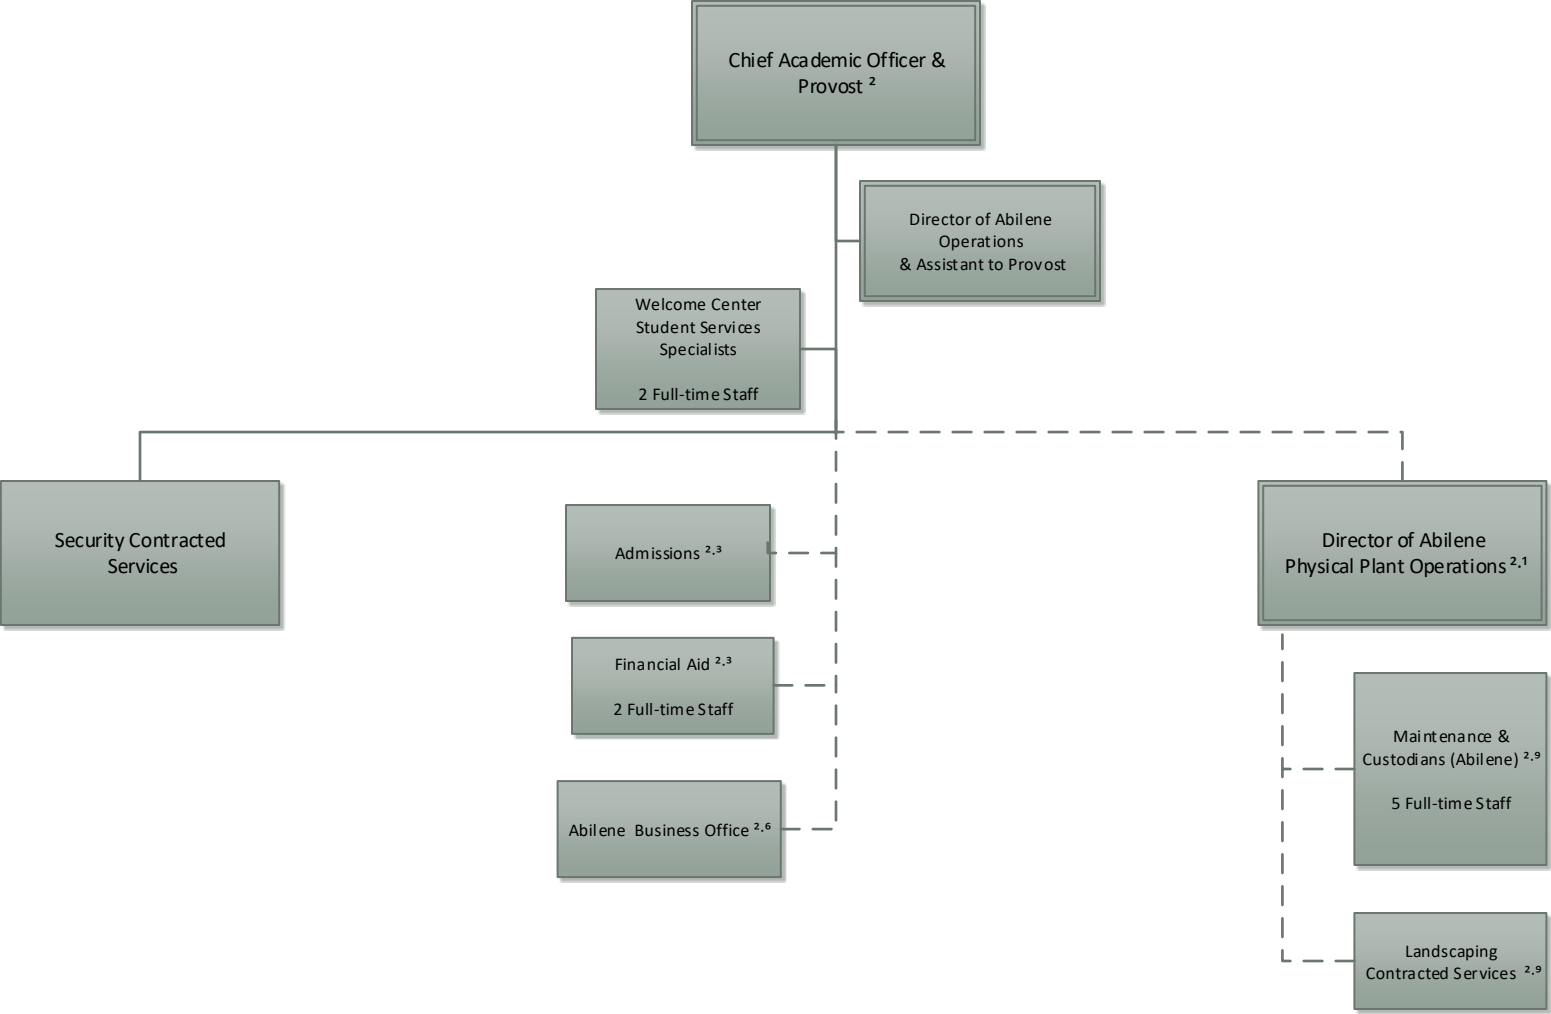 Chief Academic Officer &
Provost ²
Director of Abilene
Operations
& Assistant to Provost
Welcome Center
Student Services
Specialists
2 Full-time Staff
Security Contracted
Services
Admissions ²·³
Financial Aid ²·³
2 Full-time Staff
Abilene Business Office ²·⁶
Director of Abilene
Physical Plant Operations ²·¹
Maintenance &
Custodians (Abilene) ²·⁹
5 Full-time Staff
Landscaping
Contracted Services ²·⁹